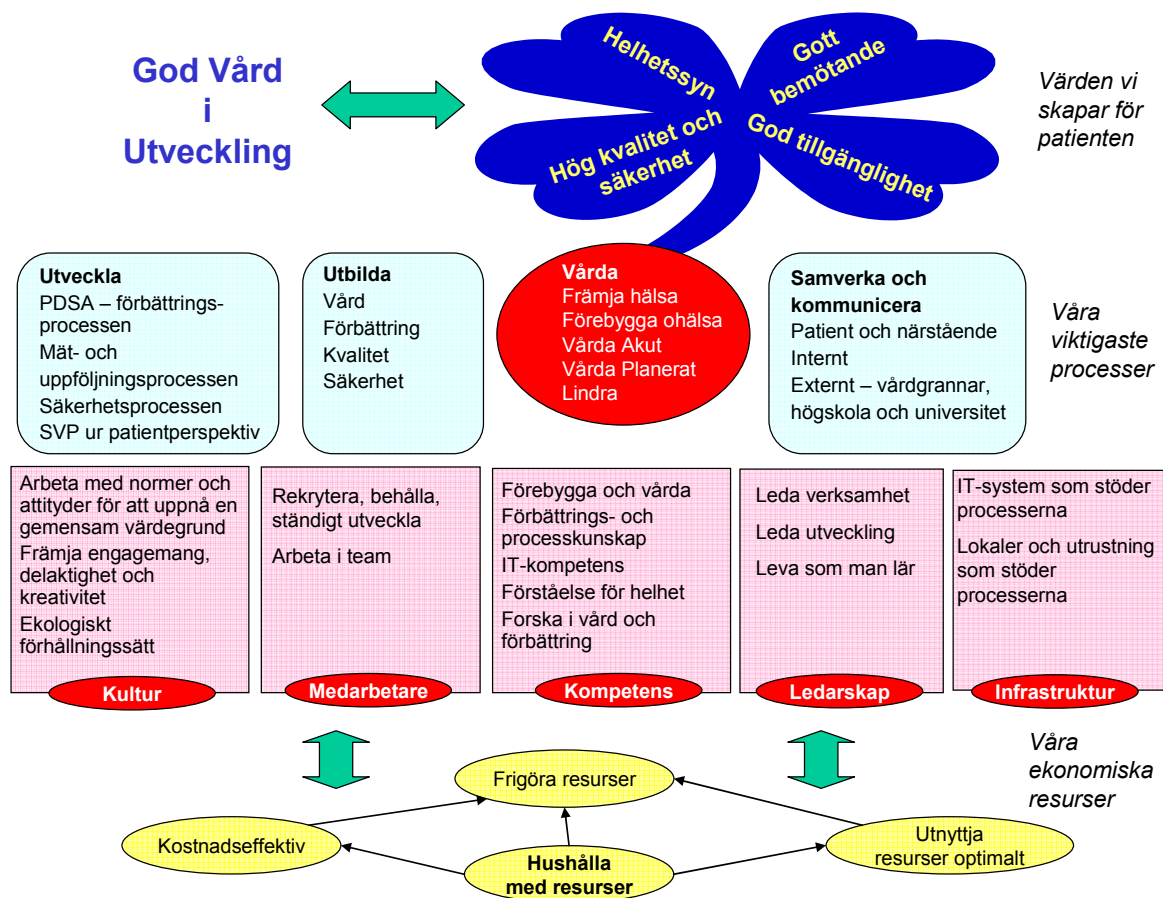 God Vård
i
Utveckling
Helhetssyn
Gott
bemötande
Hög kvalitet och
säkerhet
God tillgänglighet
Värden vi
skapar för
patienten
Utveckla
PDSA – förbättrings-
processen
Mät- och
uppföljningsprocessen
Säkerhetsprocessen
SVP ur patientperspektiv
Utbilda
Vård
Förbättring
Kvalitet
Säkerhet
Vårda
Främja hälsa
Förebygga ohälsa
Vårda Akut
Vårda Planerat
Lindra
Samverka och
kommunicera
Patient och närstående
Internt
Externt – vårdgrannar,
högskola och universitet
Våra
viktigaste
processer
Arbeta med normer och
attityder för att uppnå en
gemensam värdegrund
Främja engagemang,
delaktighet och
kreativitet
Ekologiskt
förhållningssätt
Kultur
Rekrytera, behålla,
ständigt utveckla
Arbeta i team
Medarbetare
Förebygga och vårda
Förbättrings- och
processkunskap
IT-kompetens
Förståelse för helhet
Forska i vård och
förbättring
Kompetens
Leda verksamhet
Leda utveckling
Leva som man lär
Ledarskap
IT-system som stöder
processerna
Lokaler och utrustning
som stöder
processerna
Infrastruktur
Våra
ekonomiska
resurser
Frigöra resurser
Kostnadseffektiv
Hushålla
med resurser
Utnyttja
resurser optimalt